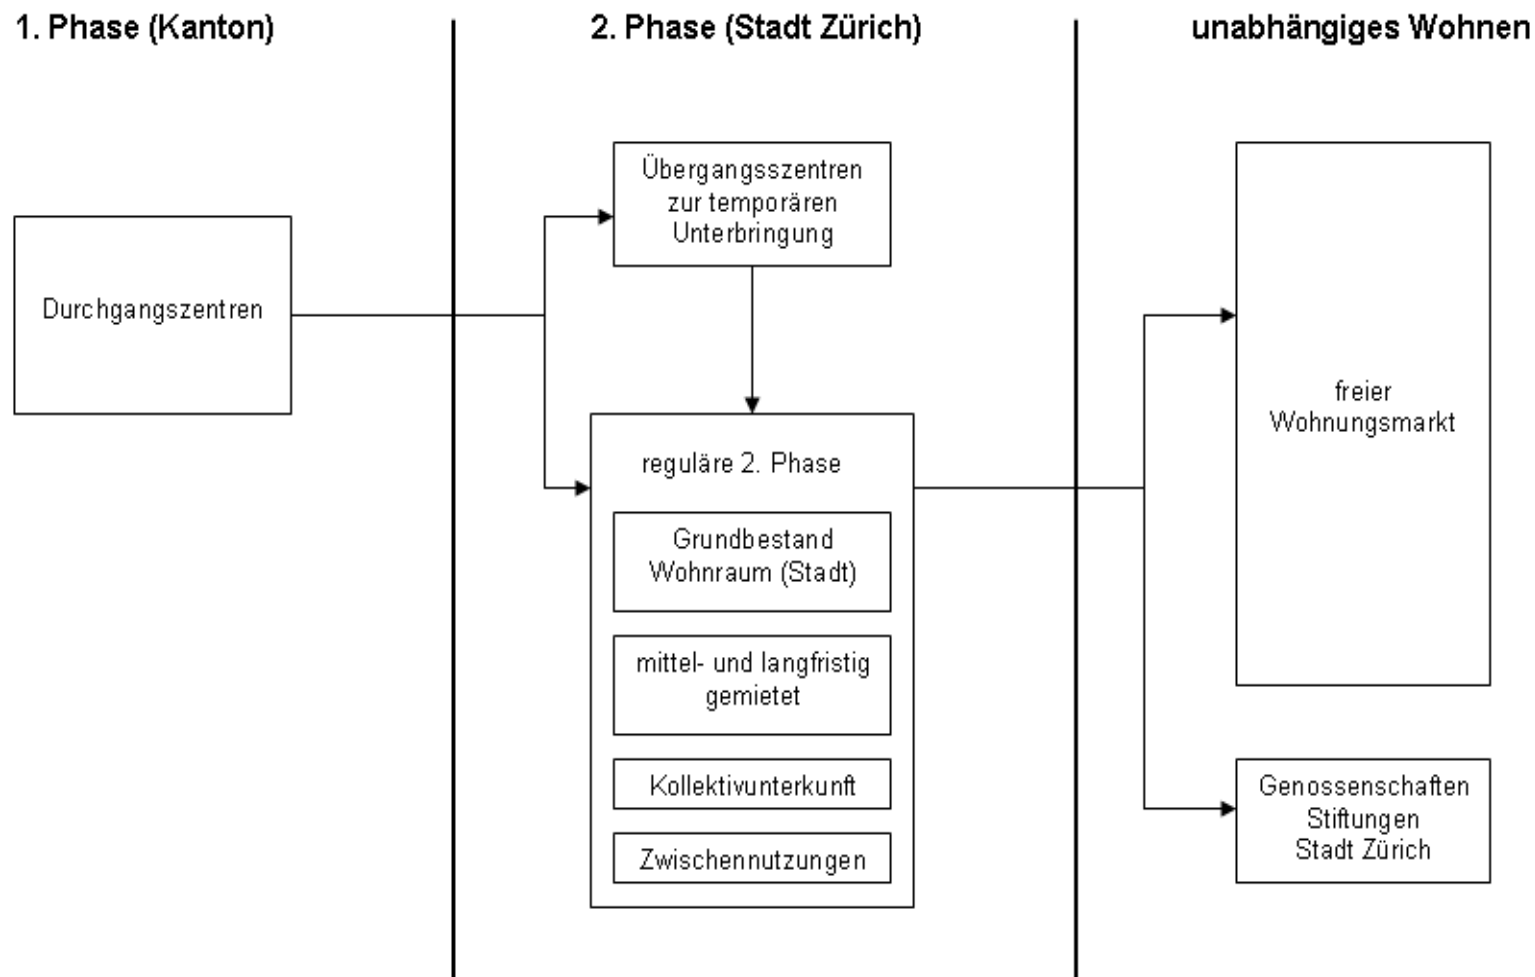 1. Phase (Kanton)
2. Phase (Stadt Zürich)
unabhängiges Wohnen
Durchgangszentren
Übergangsszentren
zur temporären
Unterbringung
reguläre 2. Phase
Grundbestand
Wohnraum (Stadt)
mittel- und langfristig
gemietet
Kollektivunterkunft
Zwischennutzungen
freier
Wohnungsmarkt
Genossenschaften
Stiftungen
Stadt Zürich